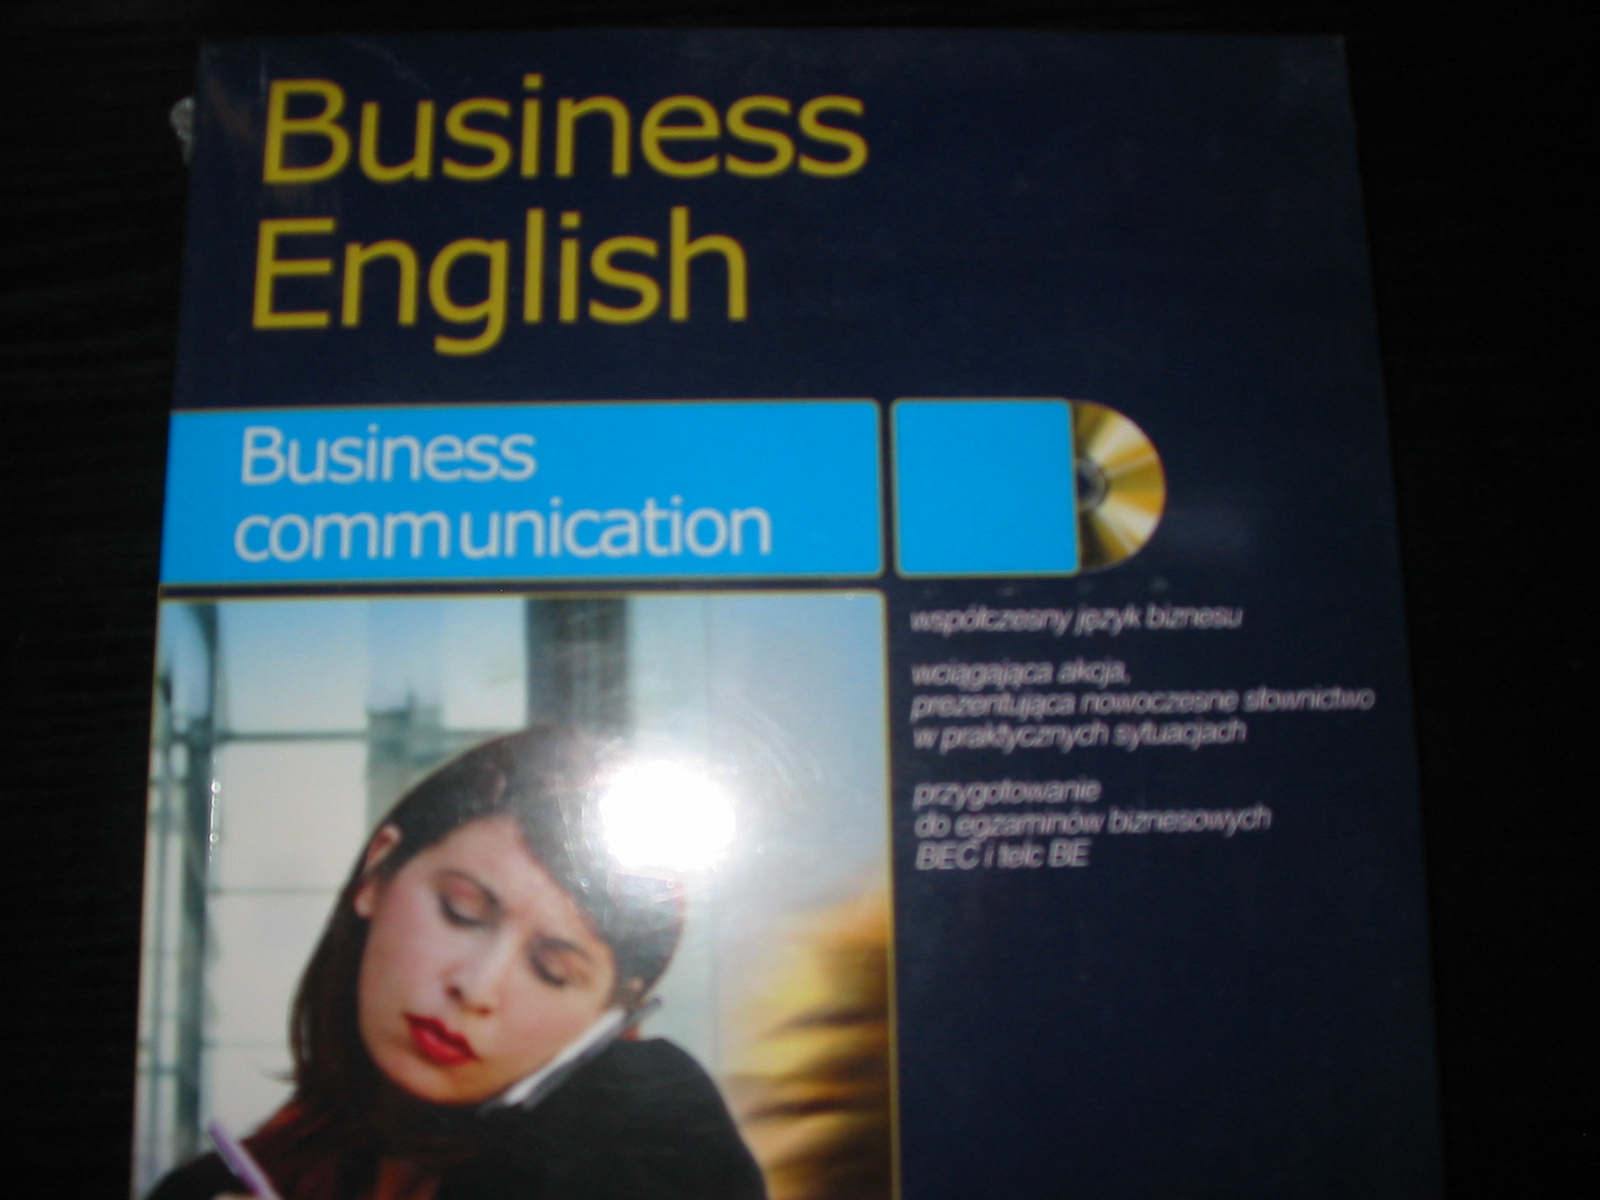 Business
English
Business
communication
współczesny język biznesu
wciągająca akcja,
prezentująca nowoczesne słownictwo
w praktycznych sytuacjach
przygotowanie
do egzaminów biznesowych
BEC i telc BE